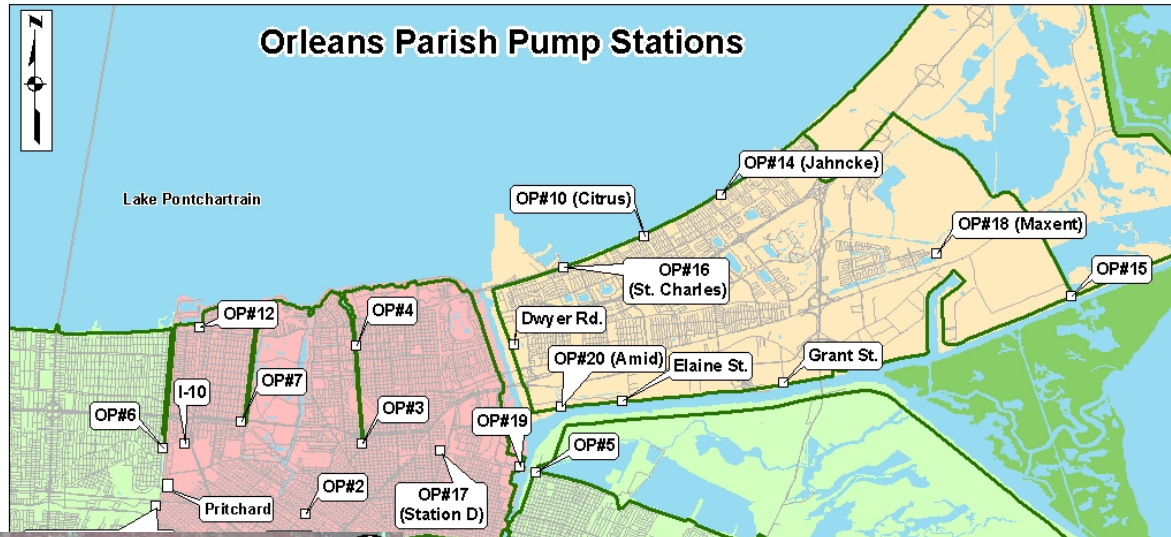 N
Orleans Parish Pump Stations
OP#14 (Jahncke)
Lake Pontchartrain
OP#10 (Citrus)
OP#18 (Maxent)
OP#16
(St. Charles)
OP#15
OP#12
OP#4
Dwyer Rd.
OP#20 (Amid)
Elaine St.
Grant St.
I-10
OP#7
OP#6
OP#3
OP#19
OP#5
OP#2
OP#17
(Station D)
Pritchard